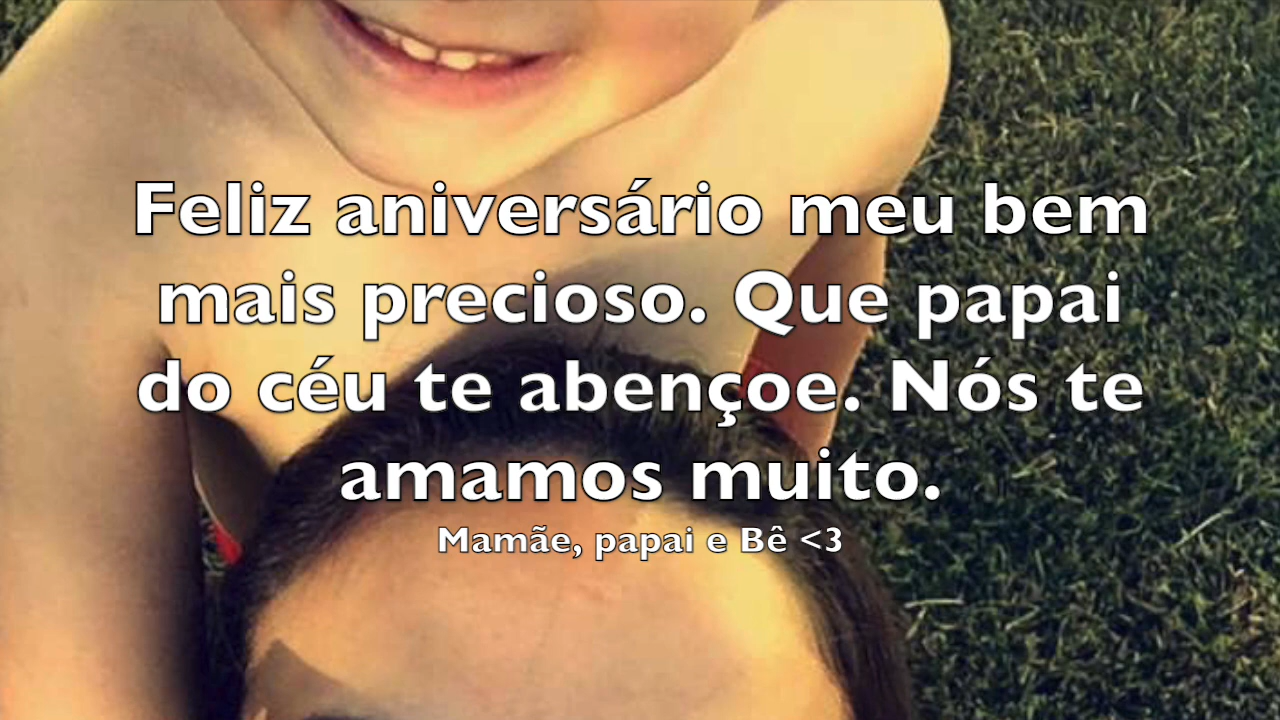 Feliz aniversário meu bem
mais precioso. Que papai
do céu te abençoe. Nós te
amamos muito.
Mamãe, papai e Bê <3